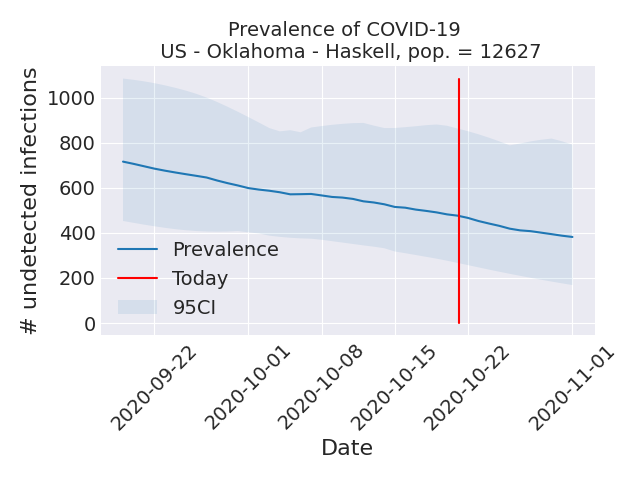 Prevalence of COVID-19
US - Oklahoma - Haskell, pop. = 12627
# undetected infections
1000
800
600
400
200
0
Prevalence
Today
95CI
2020-09-22
2020-10-01
2020-10-08
2020-10-15
2020-10-22
2020-11-01
Date